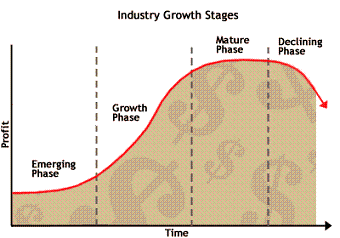 Industry Growth Stages
Mature
Phase
Declining
Phase
Growth
Phase
Emerging
Phase
Profit
Time